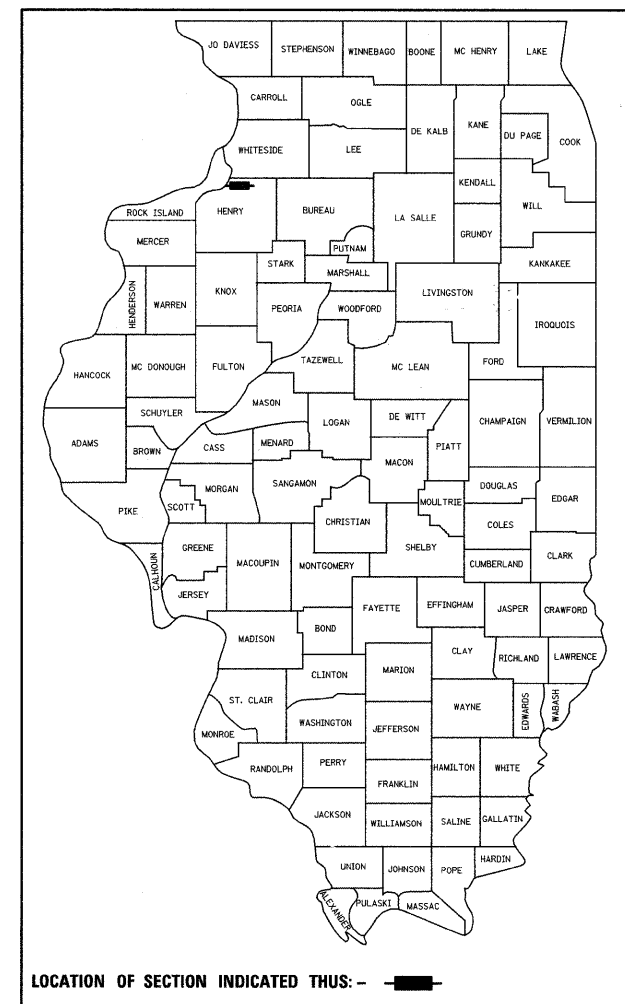 JO DAVIESS STEPHENSON WINNEBAGO BOONE MC HENRY LAKE
CARROLL OGLE DE KALB KANE DU PAGE COOK
WHITESIDE LEE KENDALL WILL
ROCK ISLAND HENRY BUREAU LA SALLE GRUNDY
MERCER STARK PUTNAM MARSHALL KANKAKEE
HENDERSON WARREN KNOX PEORIA WOODFORD LIVINGSTON IROQUOIS
HANCOCK MC DONOUGH FULTON TAZEWELL MC LEAN FORD
SCHUYLER MASON LOGAN DE WITT CHAMPAIGN VERMILION
ADAMS BROWN CASS MENARD MACON PIATT
PIKE SCOTT MORGAN SANGAMON CHRISTIAN MOULTRIE DOUGLAS COLES EDGAR
CALHOUN GREENE MACOUPIN MONTGOMERY SHELBY CUMBERLAND CLARK
JERSEY FAYETTE EFFINGHAM JASPER CRAWFORD
MADISON BOND CLAY RICHLAND LAWRENCE
CLINTON MARION
ST. CLAIR WASHINGTON JEFFERSON WAYNE EDWARDS WABASH
MONROE RANDOLPH PERRY FRANKLIN HAMILTON WHITE
JACKSON WILLIAMSON SALINE GALLATIN
UNION JOHNSON POPE HARDIN
ALEXANDER PULASKI MASSAC
LOCATION OF SECTION INDICATED THUS: -